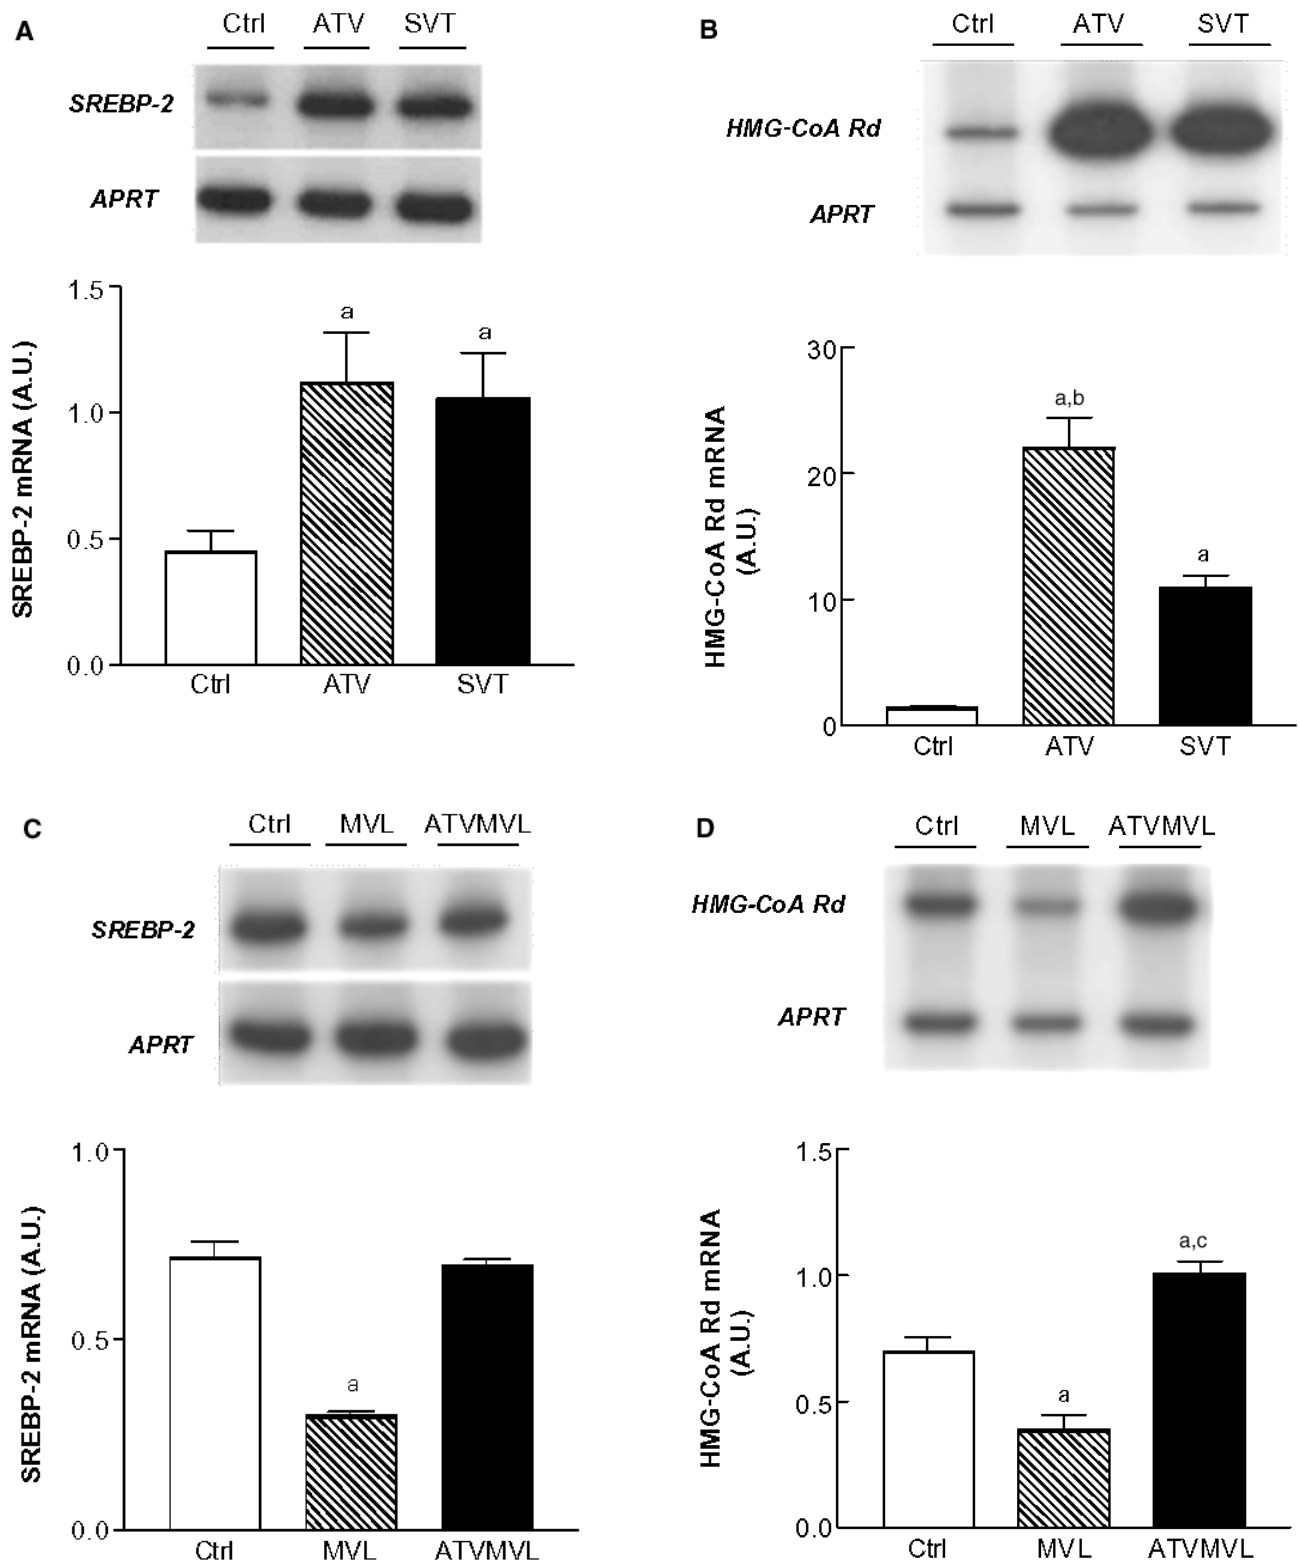 A
Ctrl ATV SVT
SREBP-2
APRT
1.5
1.0
0.5
0.0
SREBP-2 mRNA (A.U.)
a
a
Ctrl ATV SVT
B
Ctrl ATV SVT
HMG-CoA Rd
APRT
30
20
10
0
HMG-CoA Rd mRNA
(A.U.)
a,b
a
Ctrl ATV SVT
C
Ctrl MVL ATVMVL
SREBP-2
APRT
1.0
0.5
0.0
SREBP-2 mRNA (A.U.)
a
Ctrl MVL ATVMVL
D
Ctrl MVL ATVMVL
HMG-CoA Rd
APRT
1.5
1.0
0.5
0.0
HMG-CoA Rd mRNA
(A.U.)
a
a,c
Ctrl MVL ATVMVL